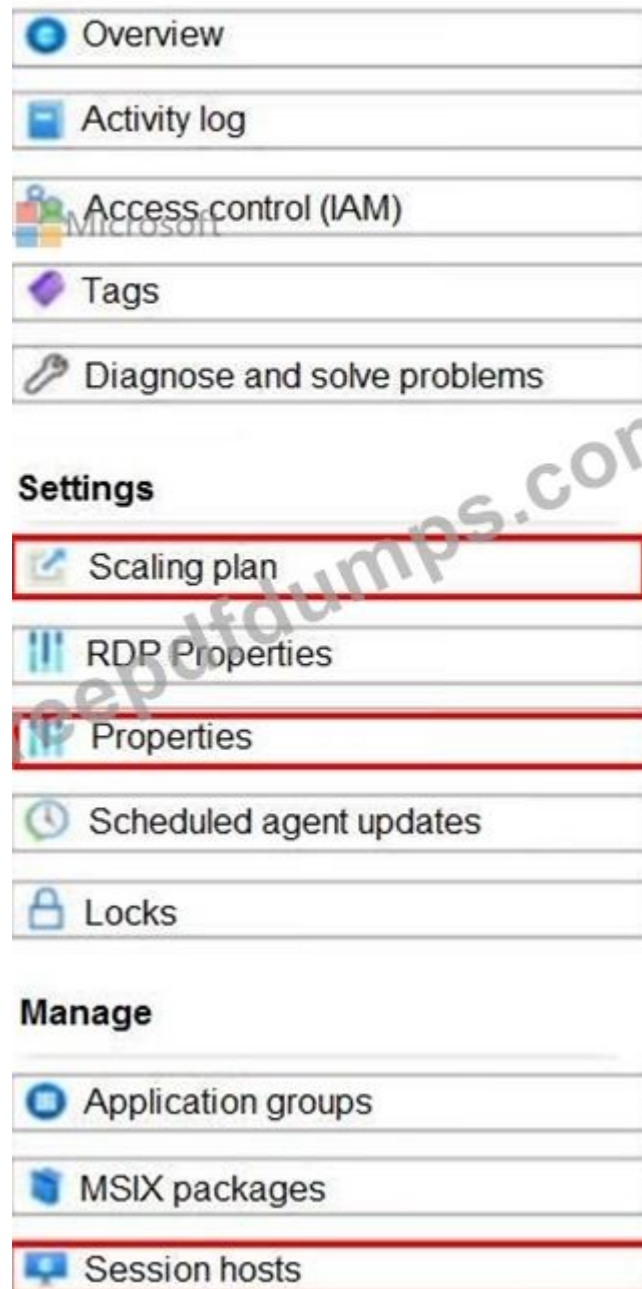 Overview
Activity log
Access control (IAM)
Microsoft
Tags
Diagnose and solve problems
Settings
Scaling plan
RDP Properties
Properties
Scheduled agent updates
Locks
Manage
Application groups
MSIX packages
Session hosts